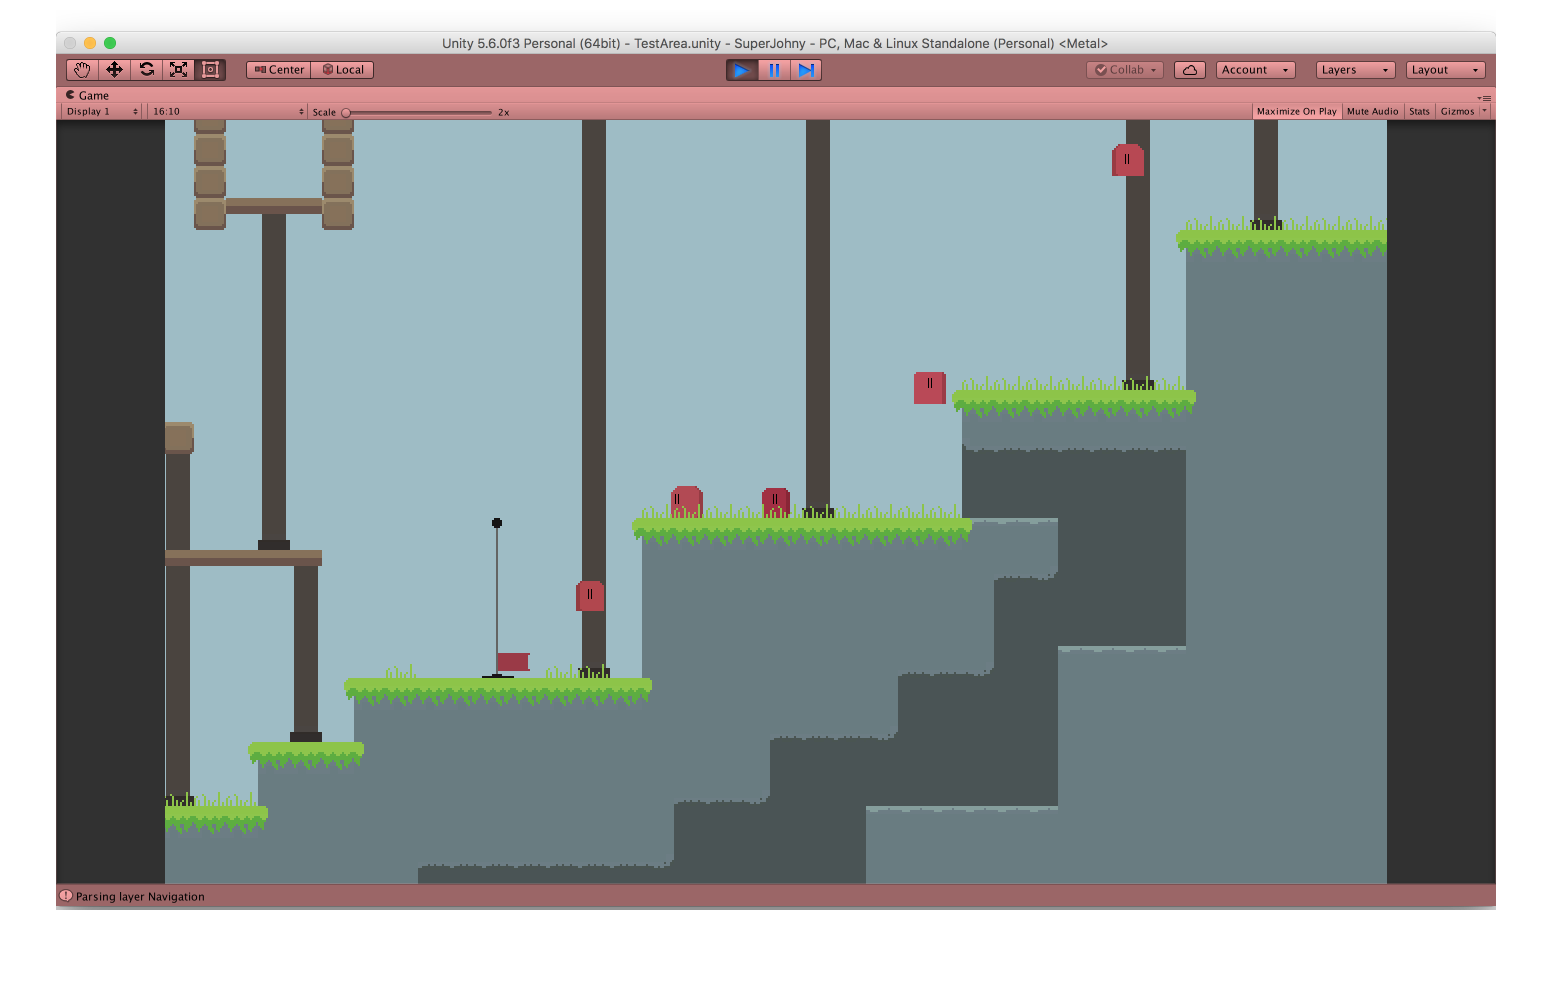 Unity 5.6.0f3 Personal (64bit) - TestArea.unity - SuperJohny - PC, Mac & Linux Standalone (Personal) <Metal>
Center Local Collab Account Layers Layout
Game
Display 1 16:10 Scale 2x Maximize On Play Mute Audio Stats Gizmos
Parsing layer Navigation